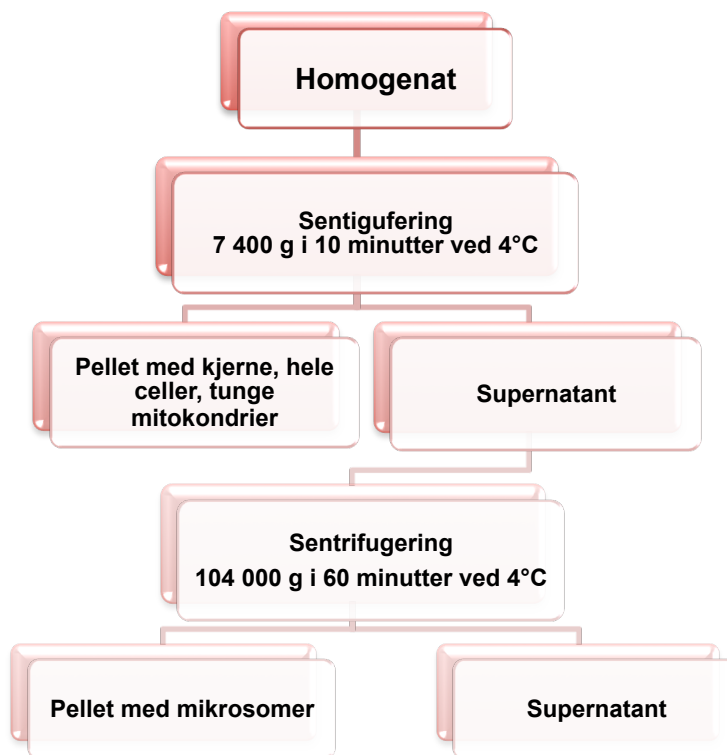 Homogenat
Sentigufering
7 400 g i 10 minutter ved 4°C
Pellet med kjerne, hele
celler, tunge
mitokondrier
Supernatant
Sentrifugering
104 000 g i 60 minutter ved 4°C
Pellet med mikrosomer
Supernatant